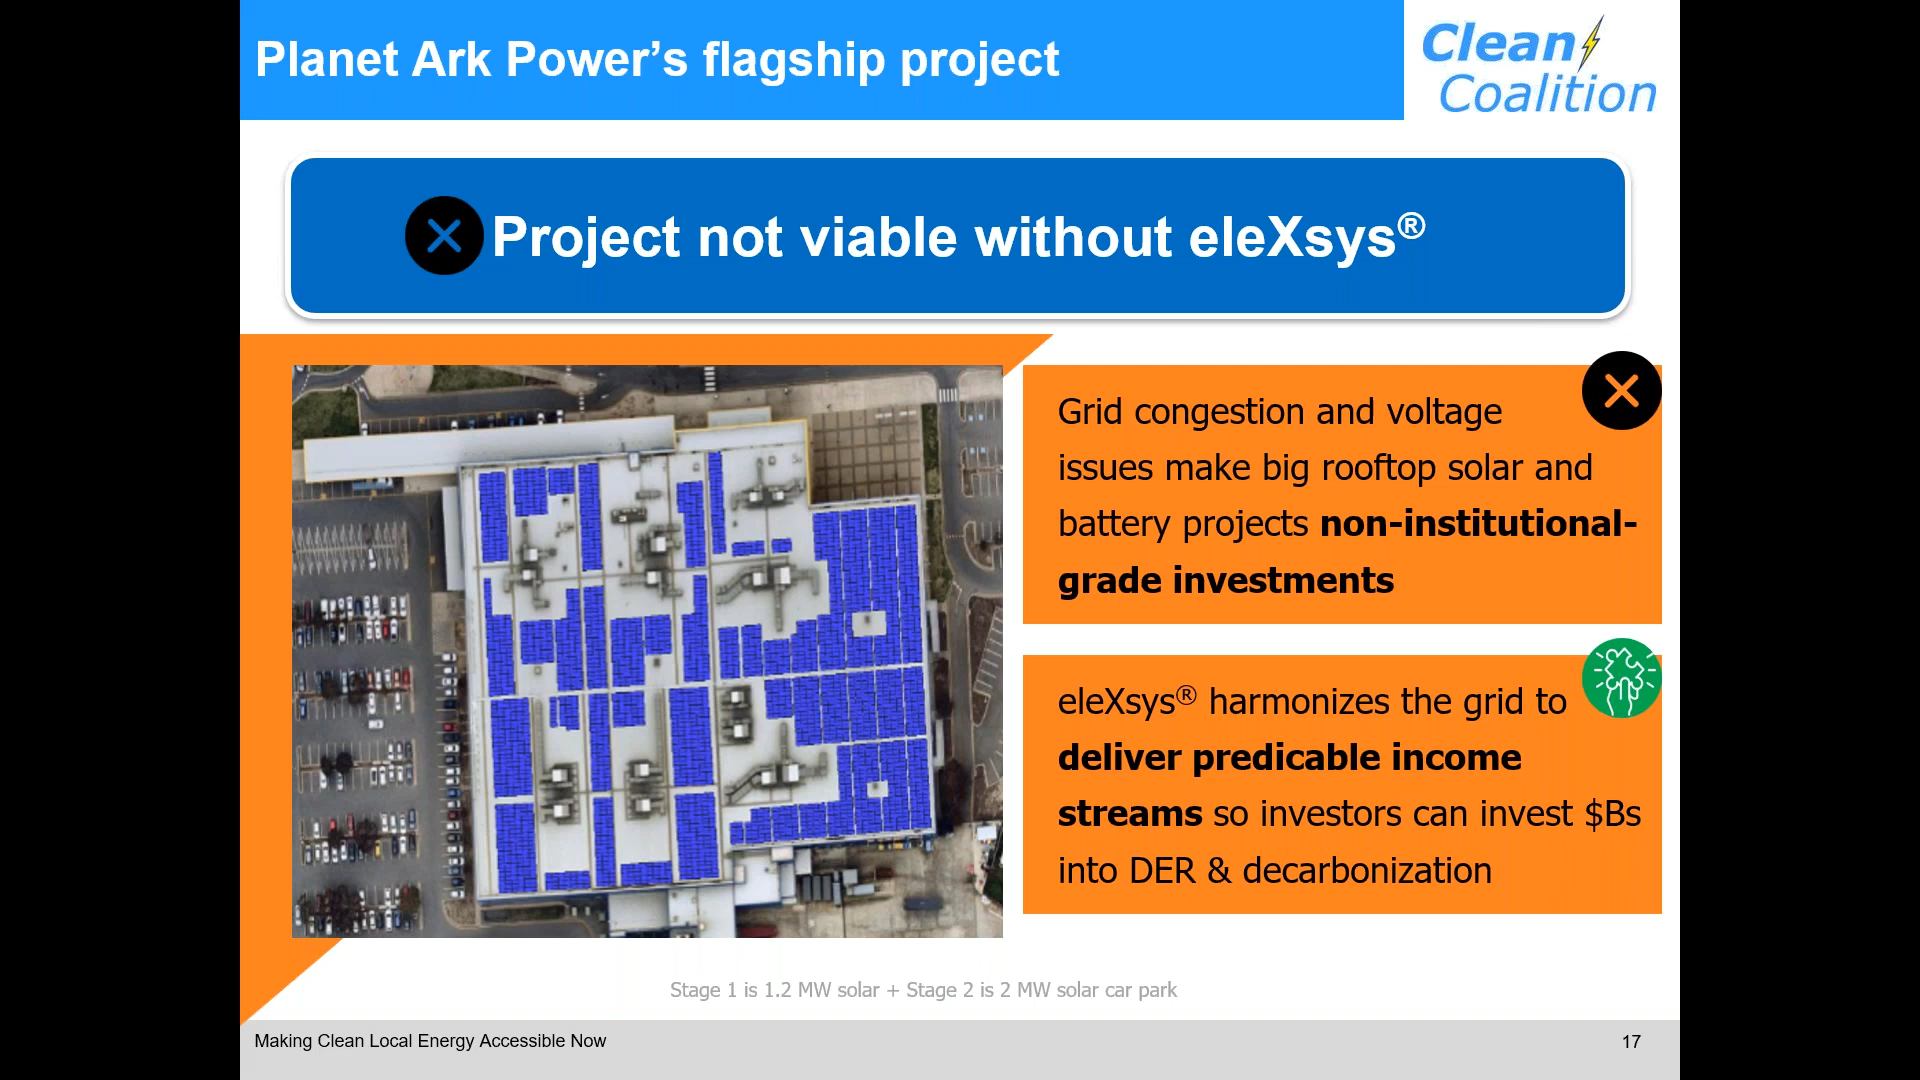 Planet Ark Power’s flagship project
Clean
Coalition
Project not viable without eleXsys®
Grid congestion and voltage
issues make big rooftop solar and
battery projects non-institutional-
grade investments
eleXsys® harmonizes the grid to
deliver predicable income
streams so investors can invest $Bs
into DER & decarbonization
Stage 1 is 1.2 MW solar + Stage 2 is 2 MW solar car park
Making Clean Local Energy Accessible Now
17